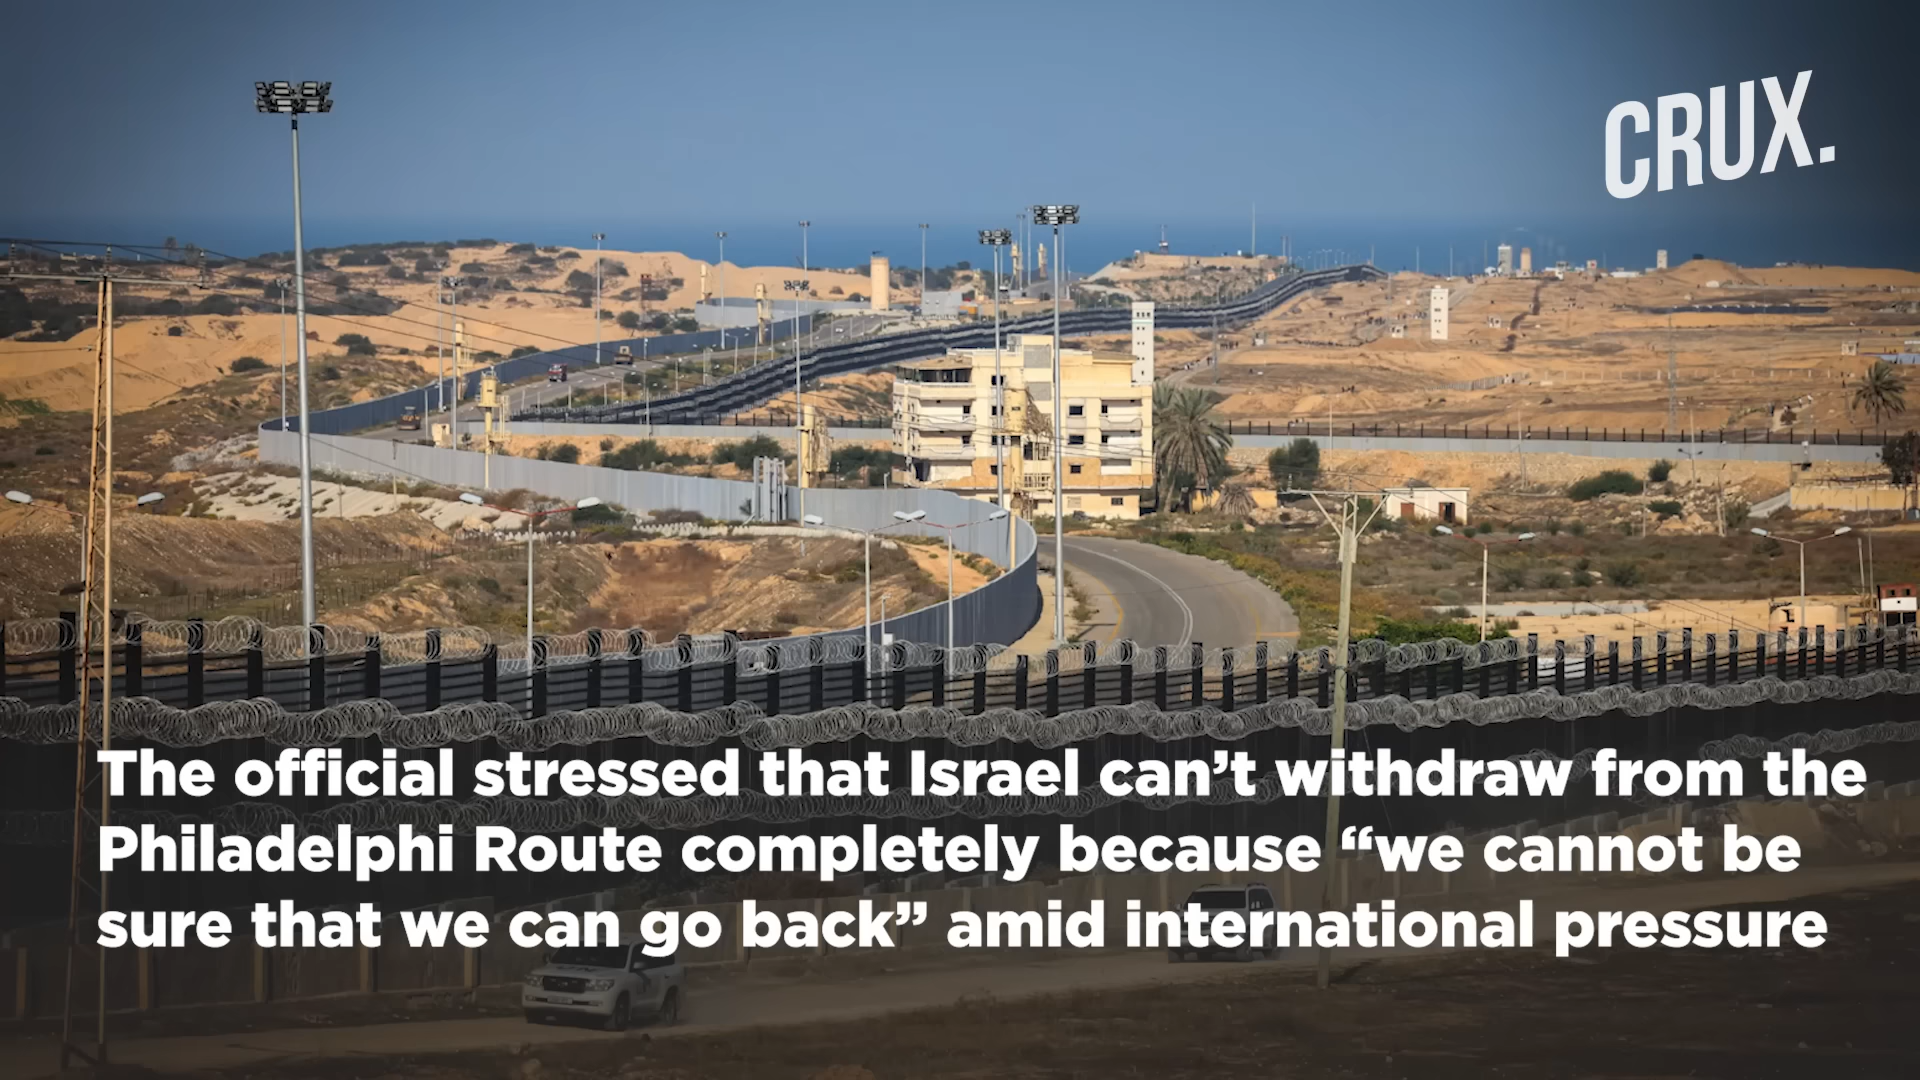 CRUX.
The official stressed that Israel can’t withdraw from the
Philadelphi Route completely because “we cannot be
sure that we can go back” amid international pressure